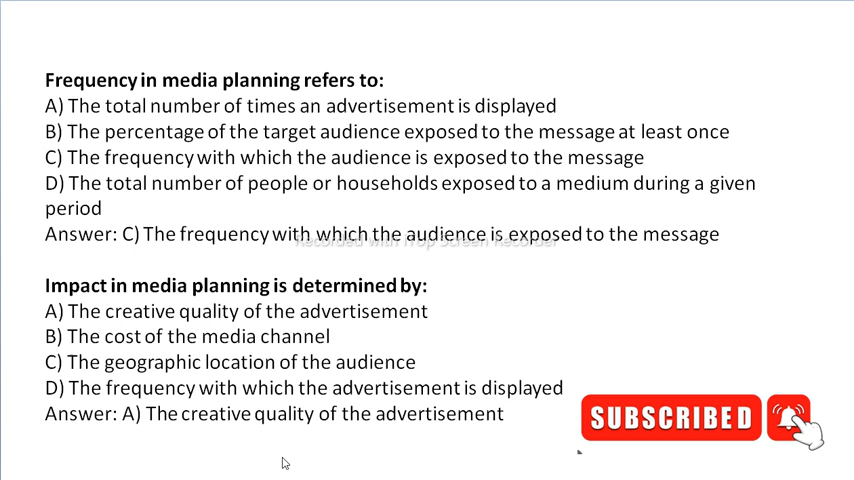 Frequency in media planning refers to:
A) The total number of times an advertisement is displayed
B) The percentage of the target audience exposed to the message at least once
C) The frequency with which the audience is exposed to the message
D) The total number of people or households exposed to a medium during a given
period
Answer: C) The frequency with which the audience is exposed to the message
Recorded with iTop Screen Recorder
Impact in media planning is determined by:
A) The creative quality of the advertisement
B) The cost of the media channel
C) The geographic location of the audience
D) The frequency with which the advertisement is displayed
Answer: A) The creative quality of the advertisement
SUBSCRIBED